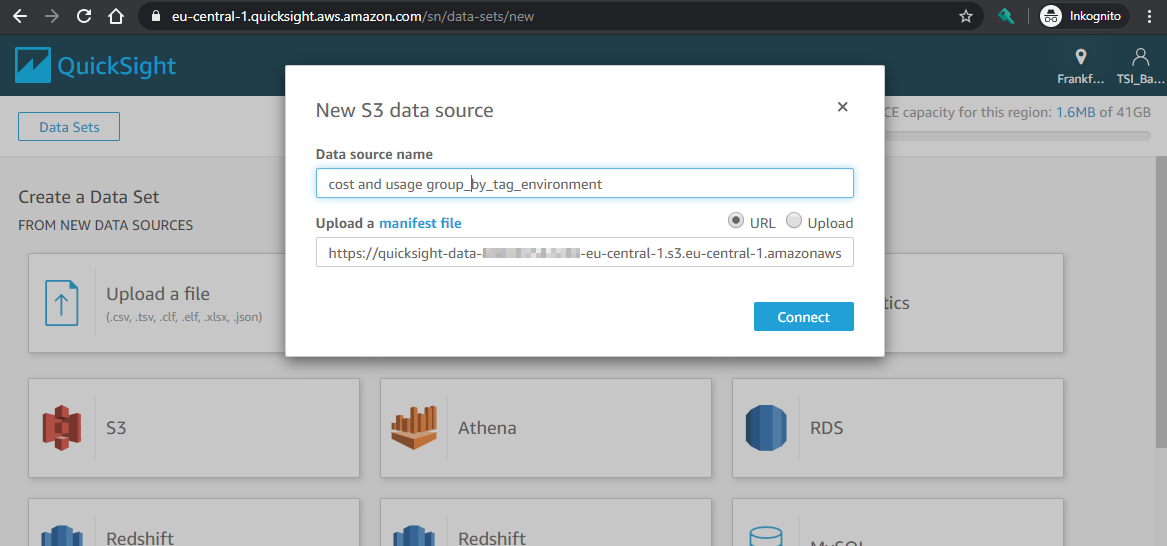 eu-central-1.quicksight.aws.amazon.com/sn/data-sets/new
Inkognito
QuickSight
Frankf...
TSI_Ba...
Data Sets
CE capacity for this region: 1.6MB of 41GB
New S3 data source
Data source name
cost and usage group_by_tag_environment
Upload a manifest file
URL
Upload
https://quicksight-data-
-eu-central-1.s3.eu-central-1.amazonaws
Connect
Create a Data Set
FROM NEW DATA SOURCES
Upload a file
(.csv, .tsv, .clf, .elf, .xlsx, .json)
tics
S3
Athena
RDS
Redshift
Redshift
MySQL